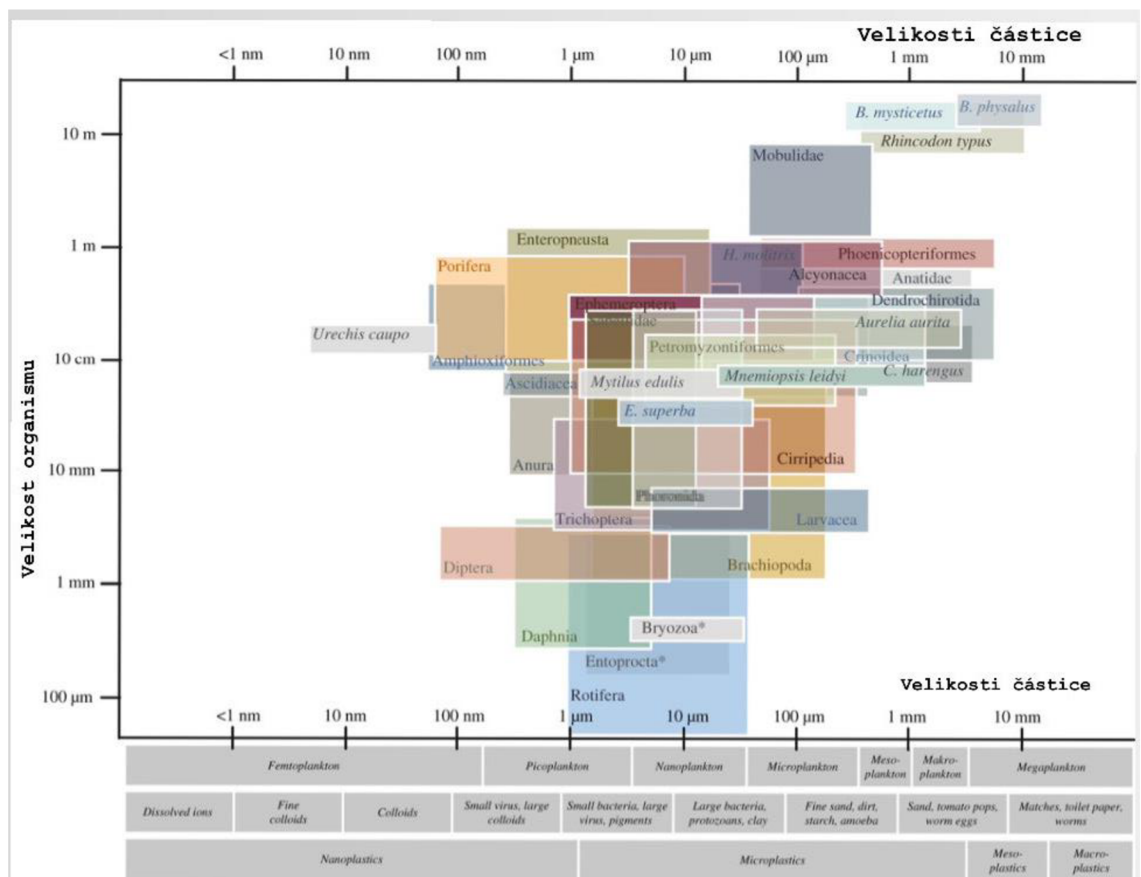 Velikosti částice
<1 nm 10 nm 100 nm 1 µm 10 µm 100 µm 1 mm 10 mm
B. mysticetus
B. physalus
10 m
Rhincodon typus
Mobulidae
Enteropneusta
1 m
H. molitrix
Phoenicopteriformes
Porifera
Alcyonacea
Anatidae
Ephemeroptera
Dendrochirotida
Sabellidae
Aurelia aurita
Urechis caupo
Petromyzontiformes
10 cm
Amphioxiformes
Crinoidea
C. harengus
Ascidiacea
Mytilus edulis
Mnemiopsis leidyi
E. superba
Velikost organismu
Anura
Cirripedia
10 mm
Phoronida
Trichoptera
Larvacea
Diptera
Brachiopoda
1 mm
Daphnia
Bryozoa*
Entoprocta*
Rotifera
100 µm
Velikosti částice
<1 nm 10 nm 100 nm 1 µm 10 µm 100 µm 1 mm 10 mm
Femtoplankton
Picoplankton
Nanoplankton
Microplankton
Meso-
plankton
Makro-
plankton
Megaplankton
Dissolved ions
Fine
colloids
Colloids
Small virus, large
colloids
Small bacteria, large
virus, pigments
Large bacteria,
protozoans, clay
Fine sand, dirt,
starch, amoeba
Sand, tomato pops,
worm eggs
Matches, toilet paper,
worms
Nanoplastics
Microplastics
Meso-
plastics
Macro-
plastics